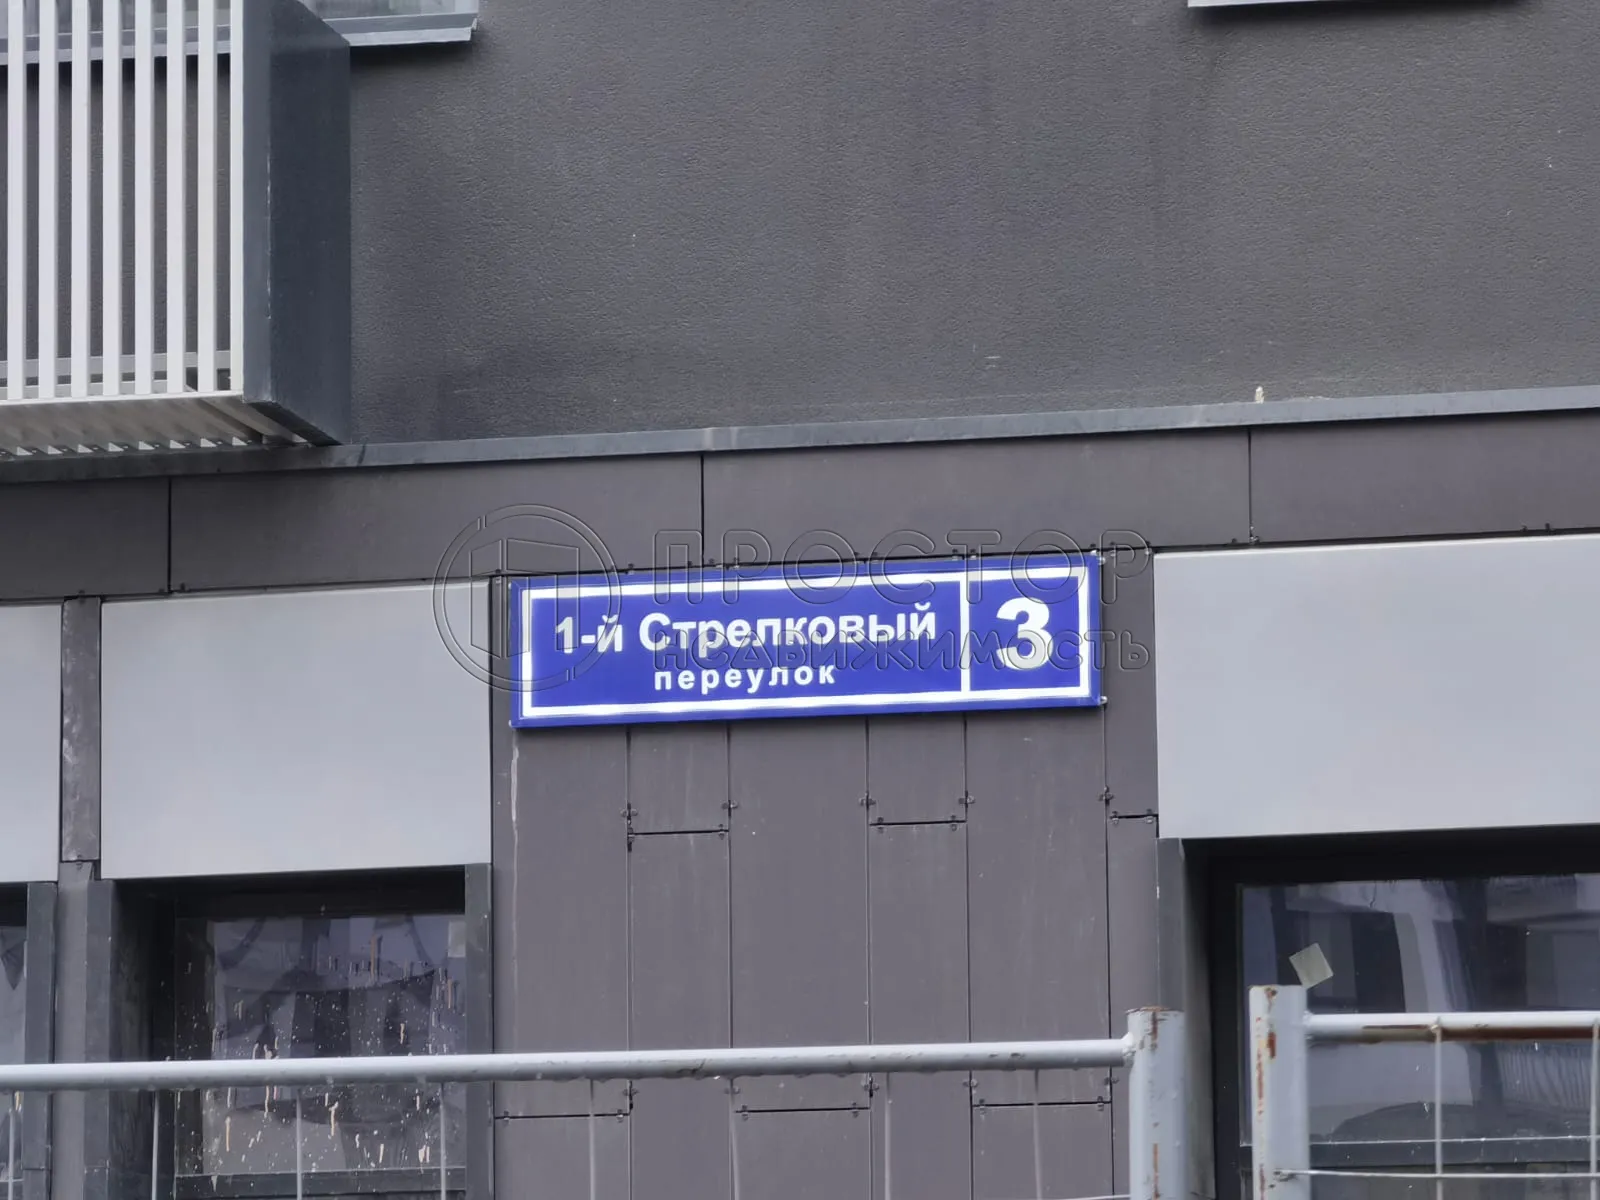 1-й Стрелковый
переулок
3
ПРОСТОР
недвижимость